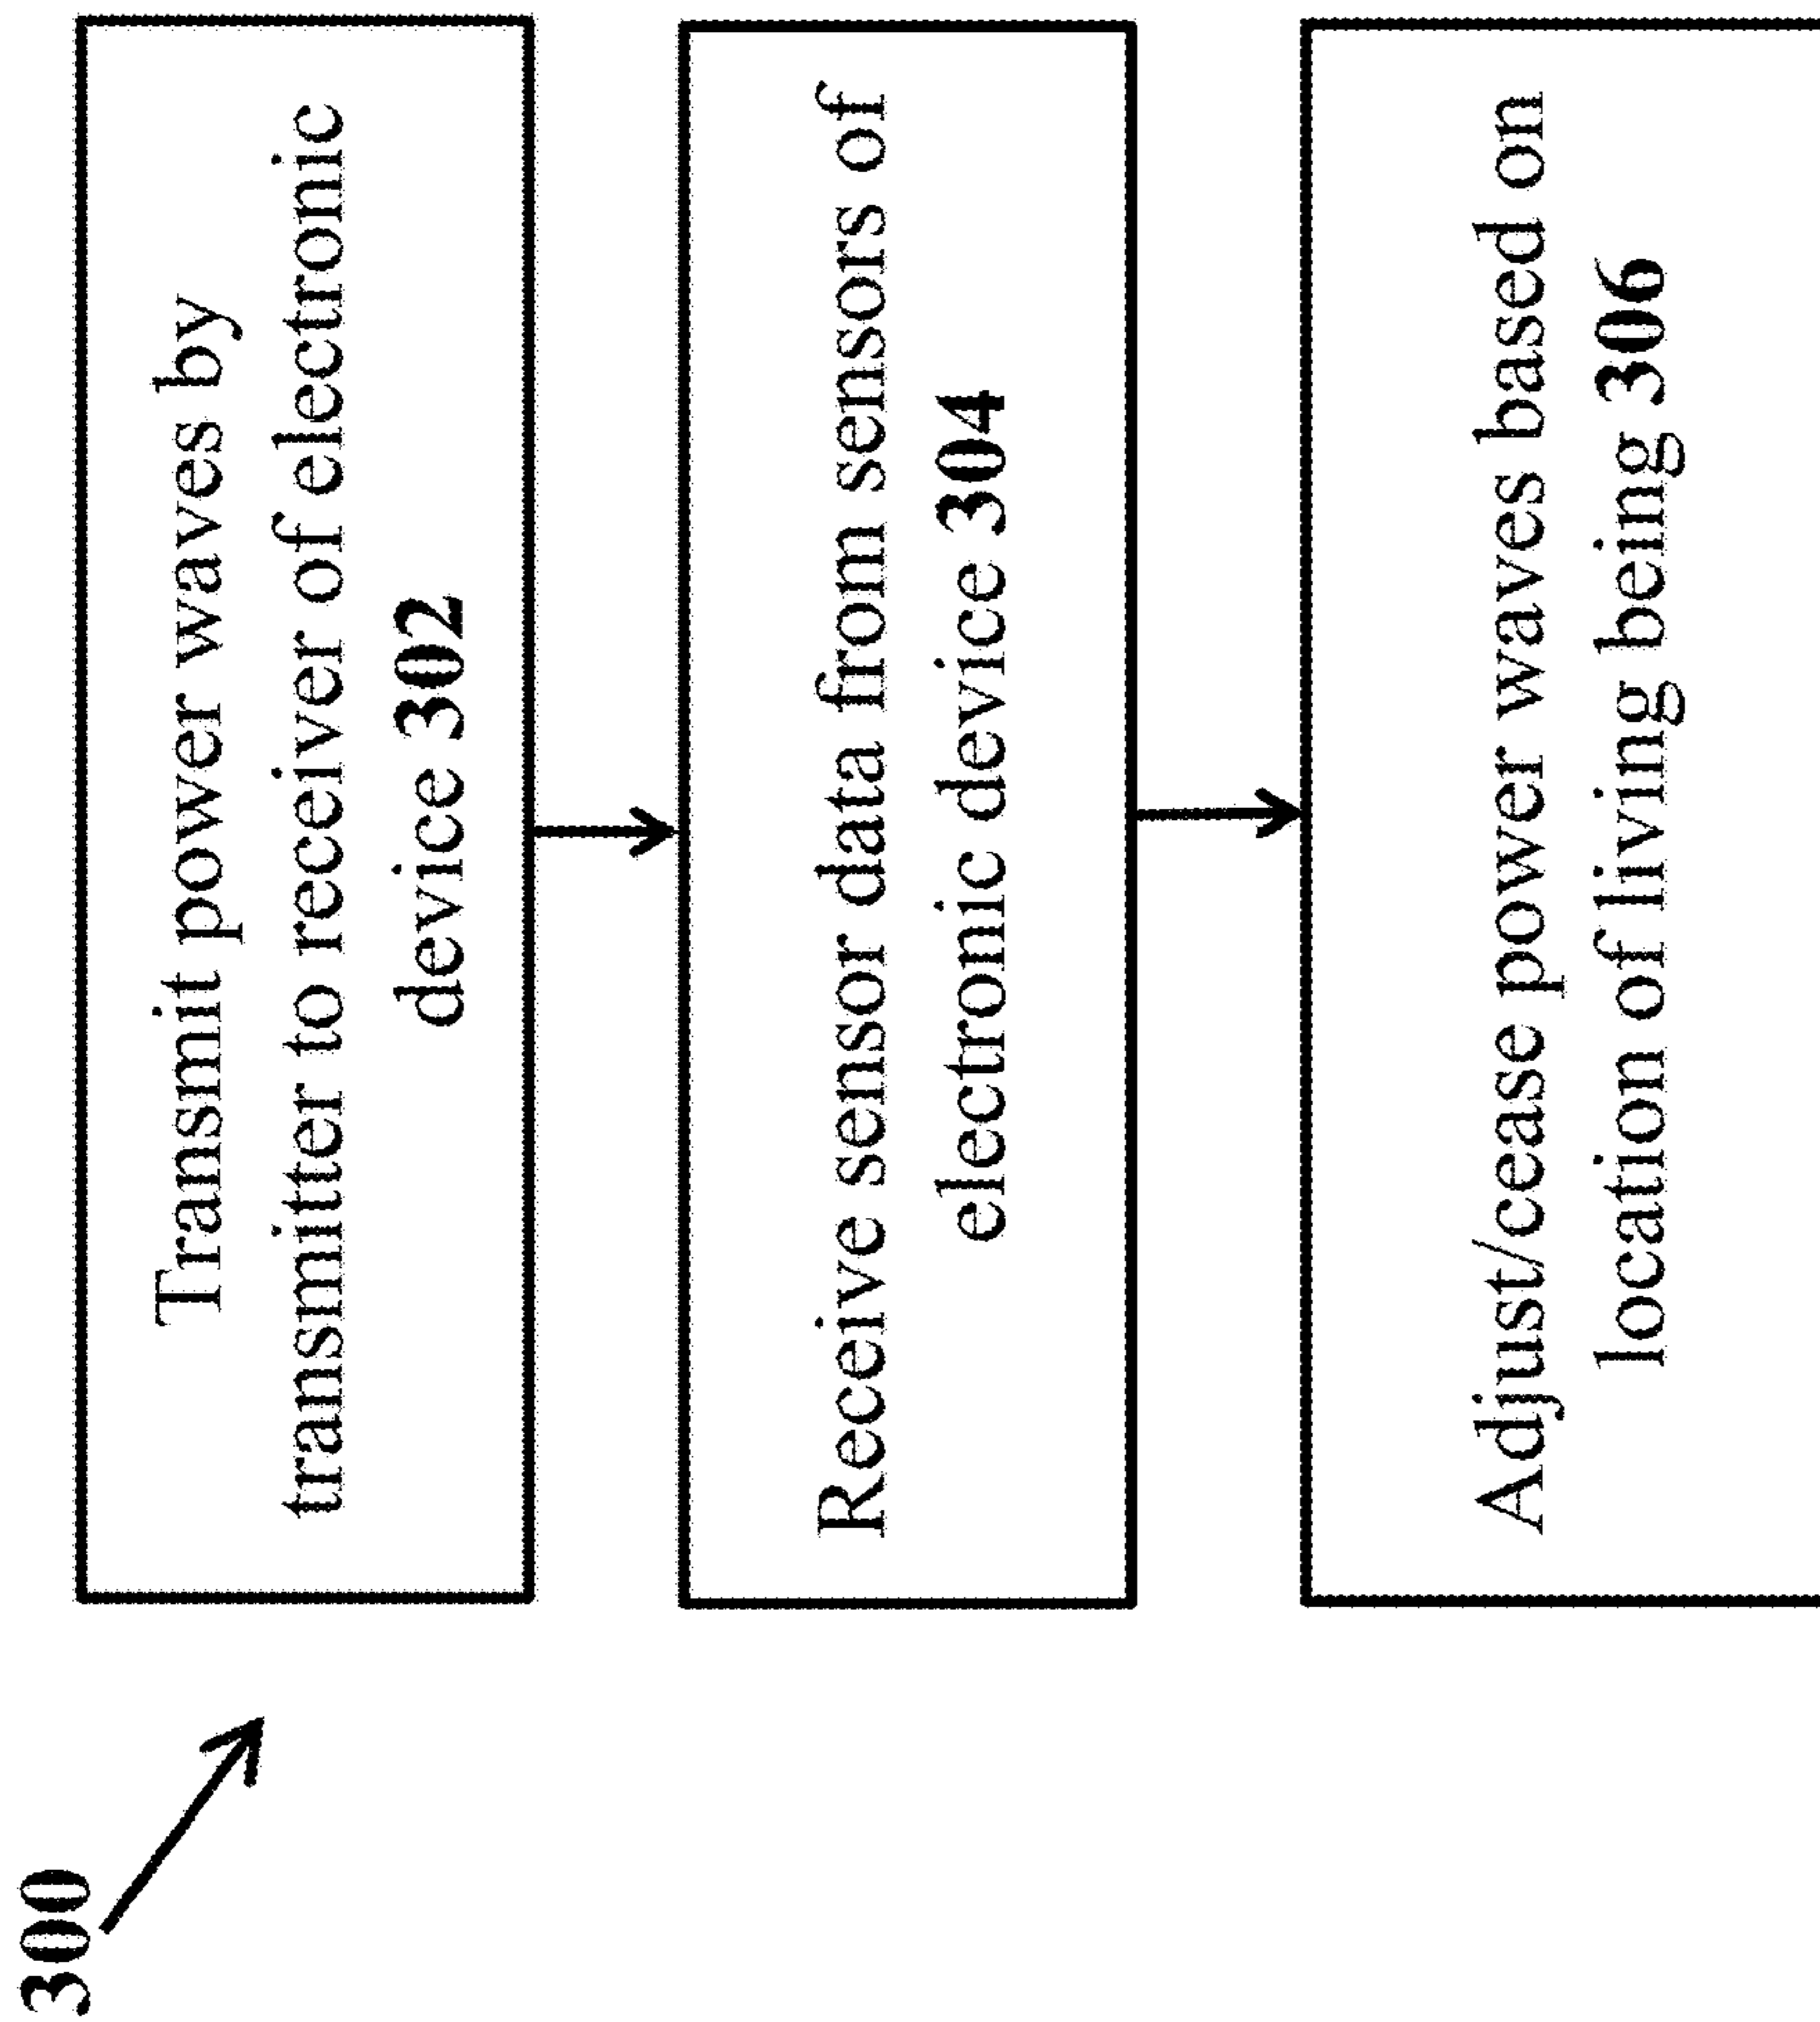 300
Transmit power waves by
transmitter to receiver of electronic
device 302
Receive sensor data from sensors of
electronic device 304
Adjust/cease power waves based on
location of living being 306